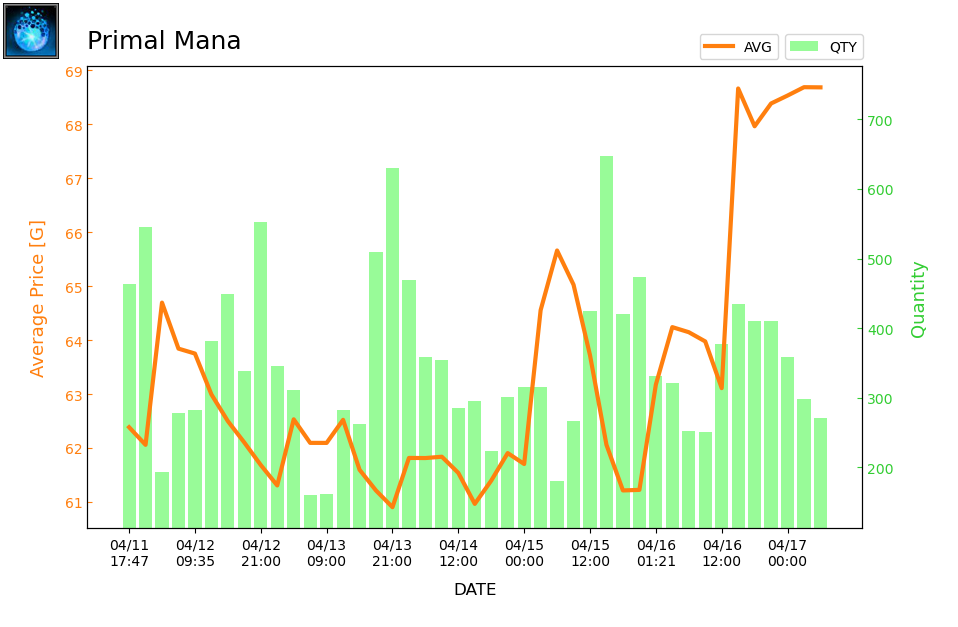 Primal Mana
AVG
QTY
69
68
67
66
65
64
63
62
61
Average Price [G]
700
600
500
400
300
200
Quantity
04/11 04/12 04/12 04/13 04/13 04/14 04/15 04/15 04/16 04/16 04/17
17:47 09:35 21:00 09:00 21:00 12:00 00:00 12:00 01:21 12:00 00:00
DATE